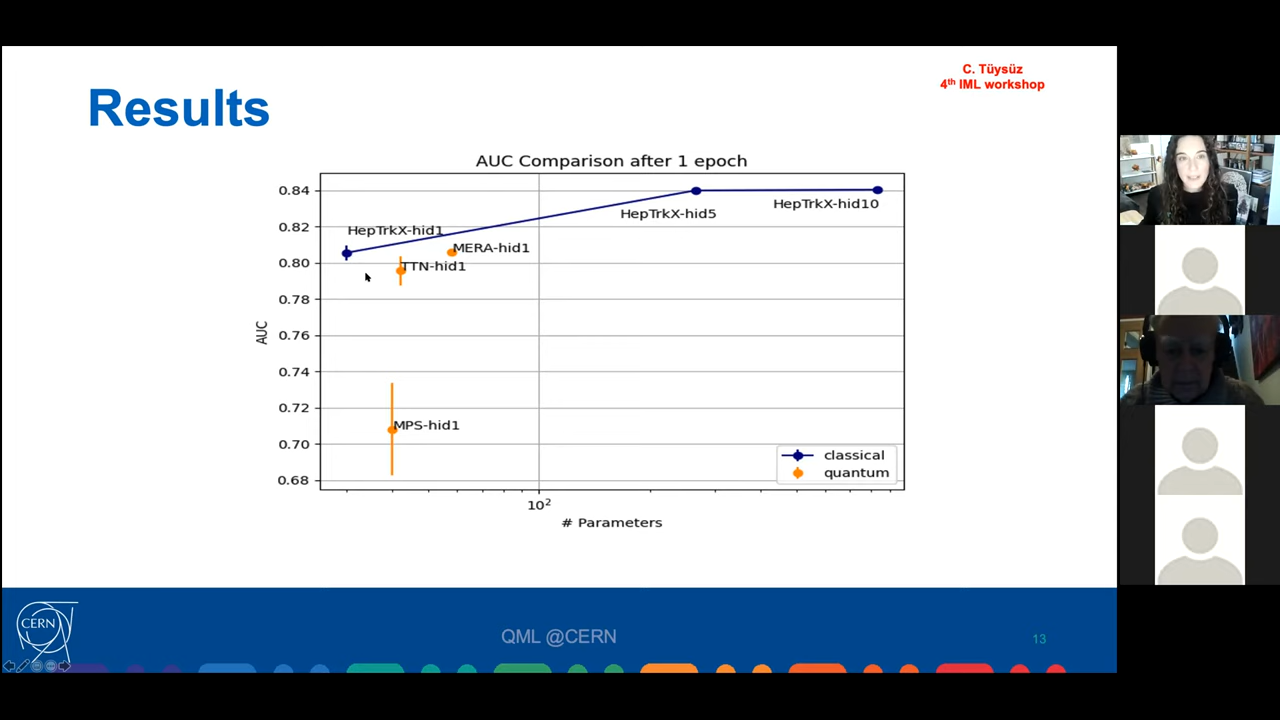 C. Tüysüz
4th IML workshop
Results
AUC Comparison after 1 epoch
0.84
0.82
0.80
0.78
0.76
0.74
0.72
0.70
0.68
AUC
HepTrkX-hid1
HepTrkX-hid5
HepTrkX-hid10
MERA-hid1
TTN-hid1
MPS-hid1
classical
quantum
10²
# Parameters
CERN
QML @CERN
13